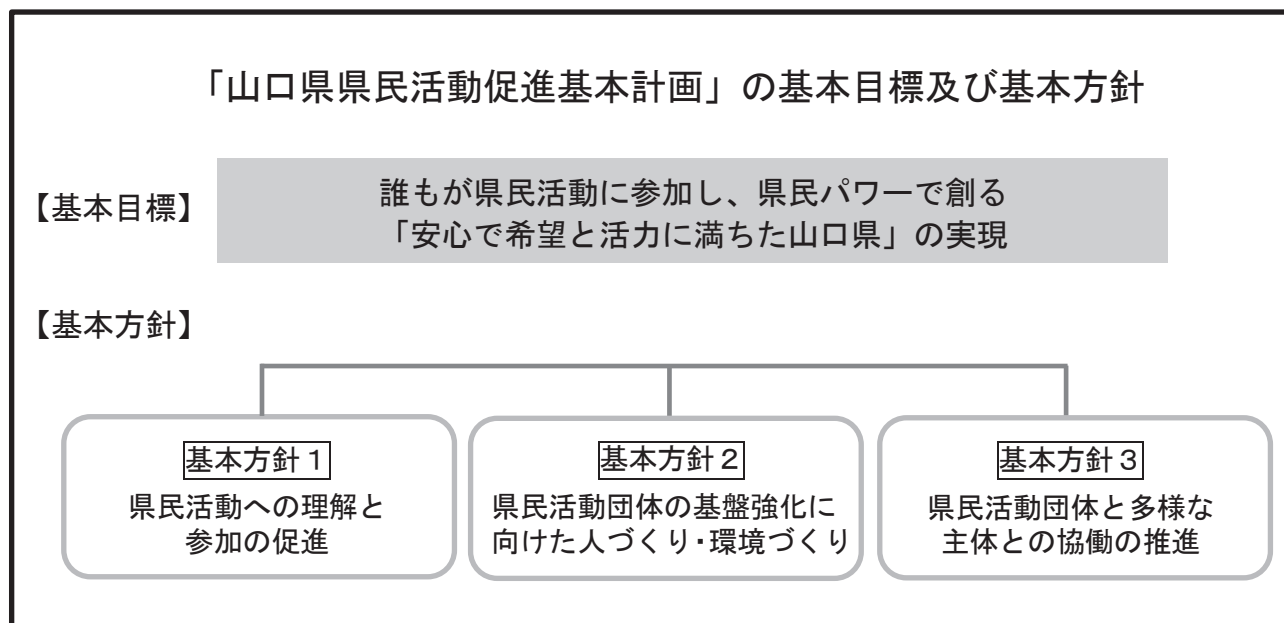 「山口県県民活動促進基本計画」の基本目標及び基本方針
【基本目標】
誰もが県民活動に参加し、県民パワーで創る
「安心で希望と活力に満ちた山口県」の実現
【基本方針】
基本方針1
県民活動への理解と
参加の促進
基本方針2
県民活動団体の基盤強化に
向けた人づくり・環境づくり
基本方針3
県民活動団体と多様な
主体との協働の推進